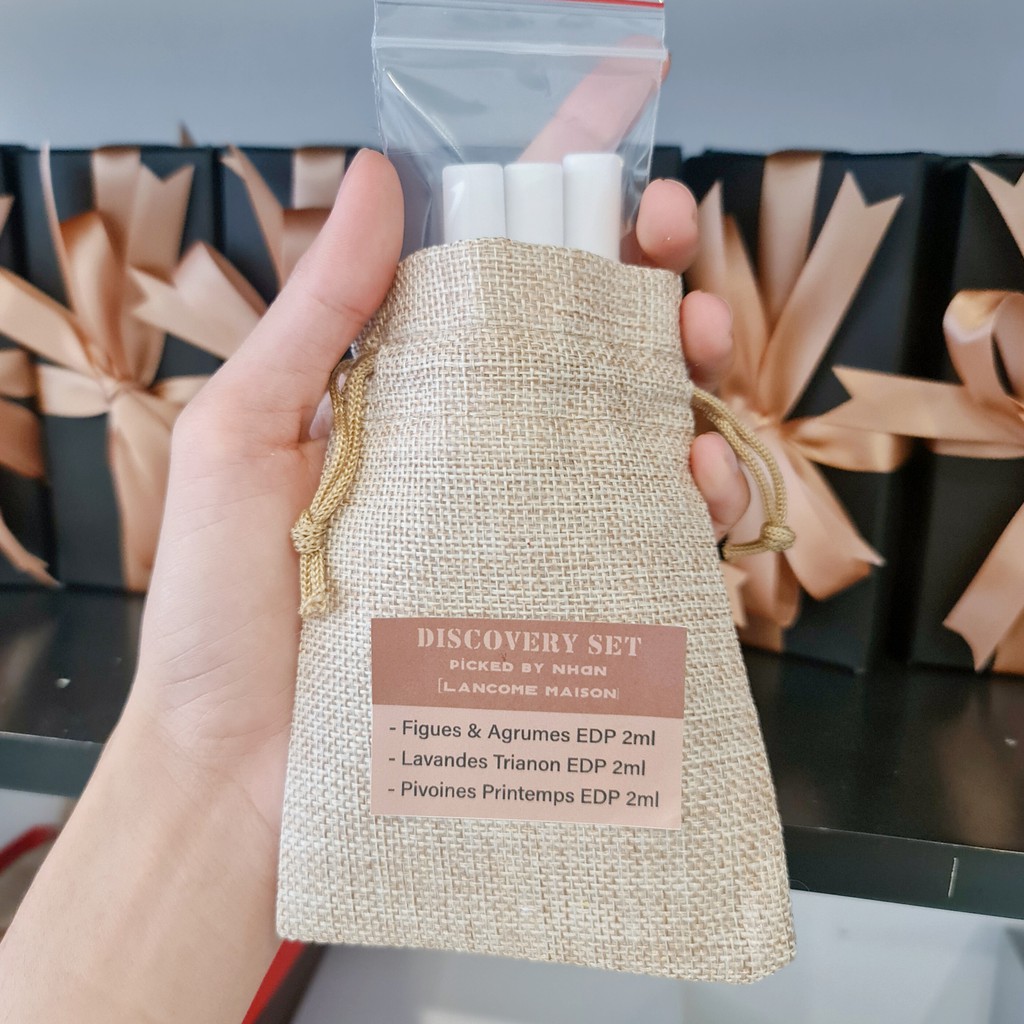 DISCOVERY SET
PICKED BY NHAN
[LANCOME MAISON]
- Figues & Agrumes EDP 2ml
- Lavandes Trianon EDP 2ml
- Pivoines Printemps EDP 2ml